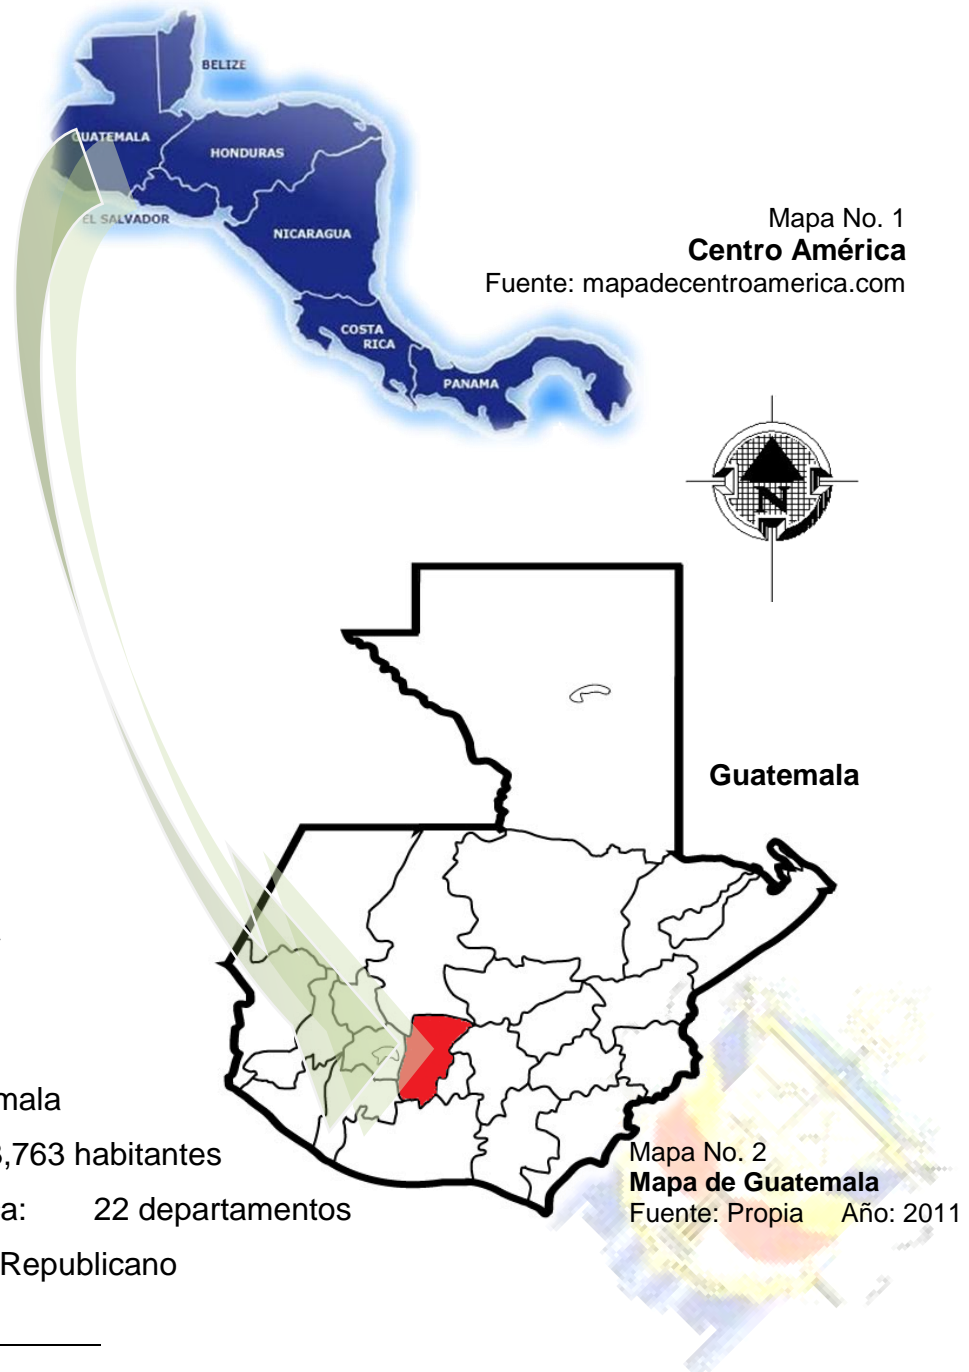 BELIZE
GUATEMALA
HONDURAS
EL SALVADOR
NICARAGUA
COSTA
RICA
PANAMA
Mapa No. 1
Centro América
Fuente: mapadecentroamerica.com
N
Guatemala
mala
,763 habitantes
a: 22 departamentos
Republicano
Mapa No. 2
Mapa de Guatemala
Fuente: Propia Año: 2011